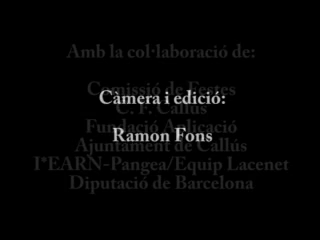 Amb la col·laboració de:
Comissió de Festes
Càmera i edició:
C. F. Callús
Fundació Aplicació
Ramon Fons
Ajuntament de Callús
I*EARN-Pangea/Equip Lacenet
Diputació de Barcelona